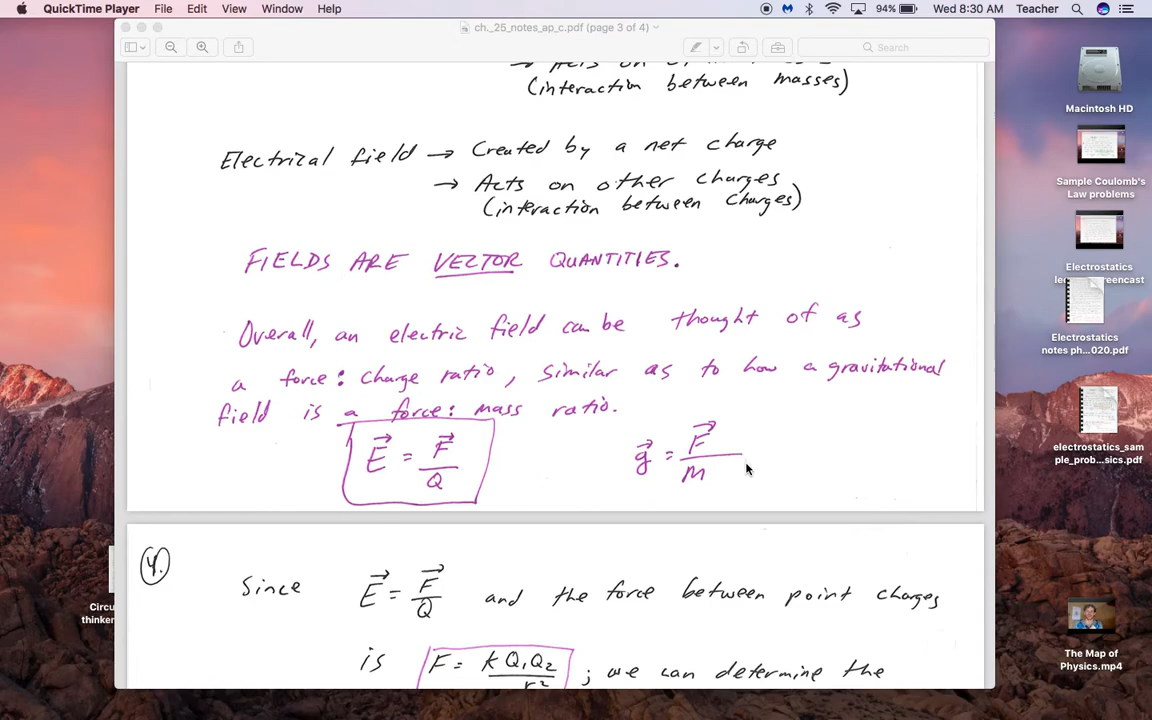 QuickTime Player File Edit View Window Help 94% Wed 8:30 AM Teacher
ch._25_notes_ap_c.pdf (page 3 of 4)
Search
(interaction between masses)
Electrical field → Created by a net charge
→ Acts on other charges
(interaction between charges)
FIELDS ARE VECTOR QUANTITIES.
Overall, an electric field can be thought of as
a force: charge ratio, similar as to how a gravitational
field is a force: mass ratio.
E⃗ = F⃗/Q g⃗ = F⃗/M
4.
Since E⃗ = F⃗/Q and the force between point charges
is F = kQ₁Q₂/r² ; we can determine the
Macintosh HD
Sample Coulomb's
Law problems
Electrostatics
le encast
Electrostatics
notes ph...020.pdf
electrostatics_sam
ple_prob...sics.pdf
Circu
thinker
The Map of
Physics.mp4